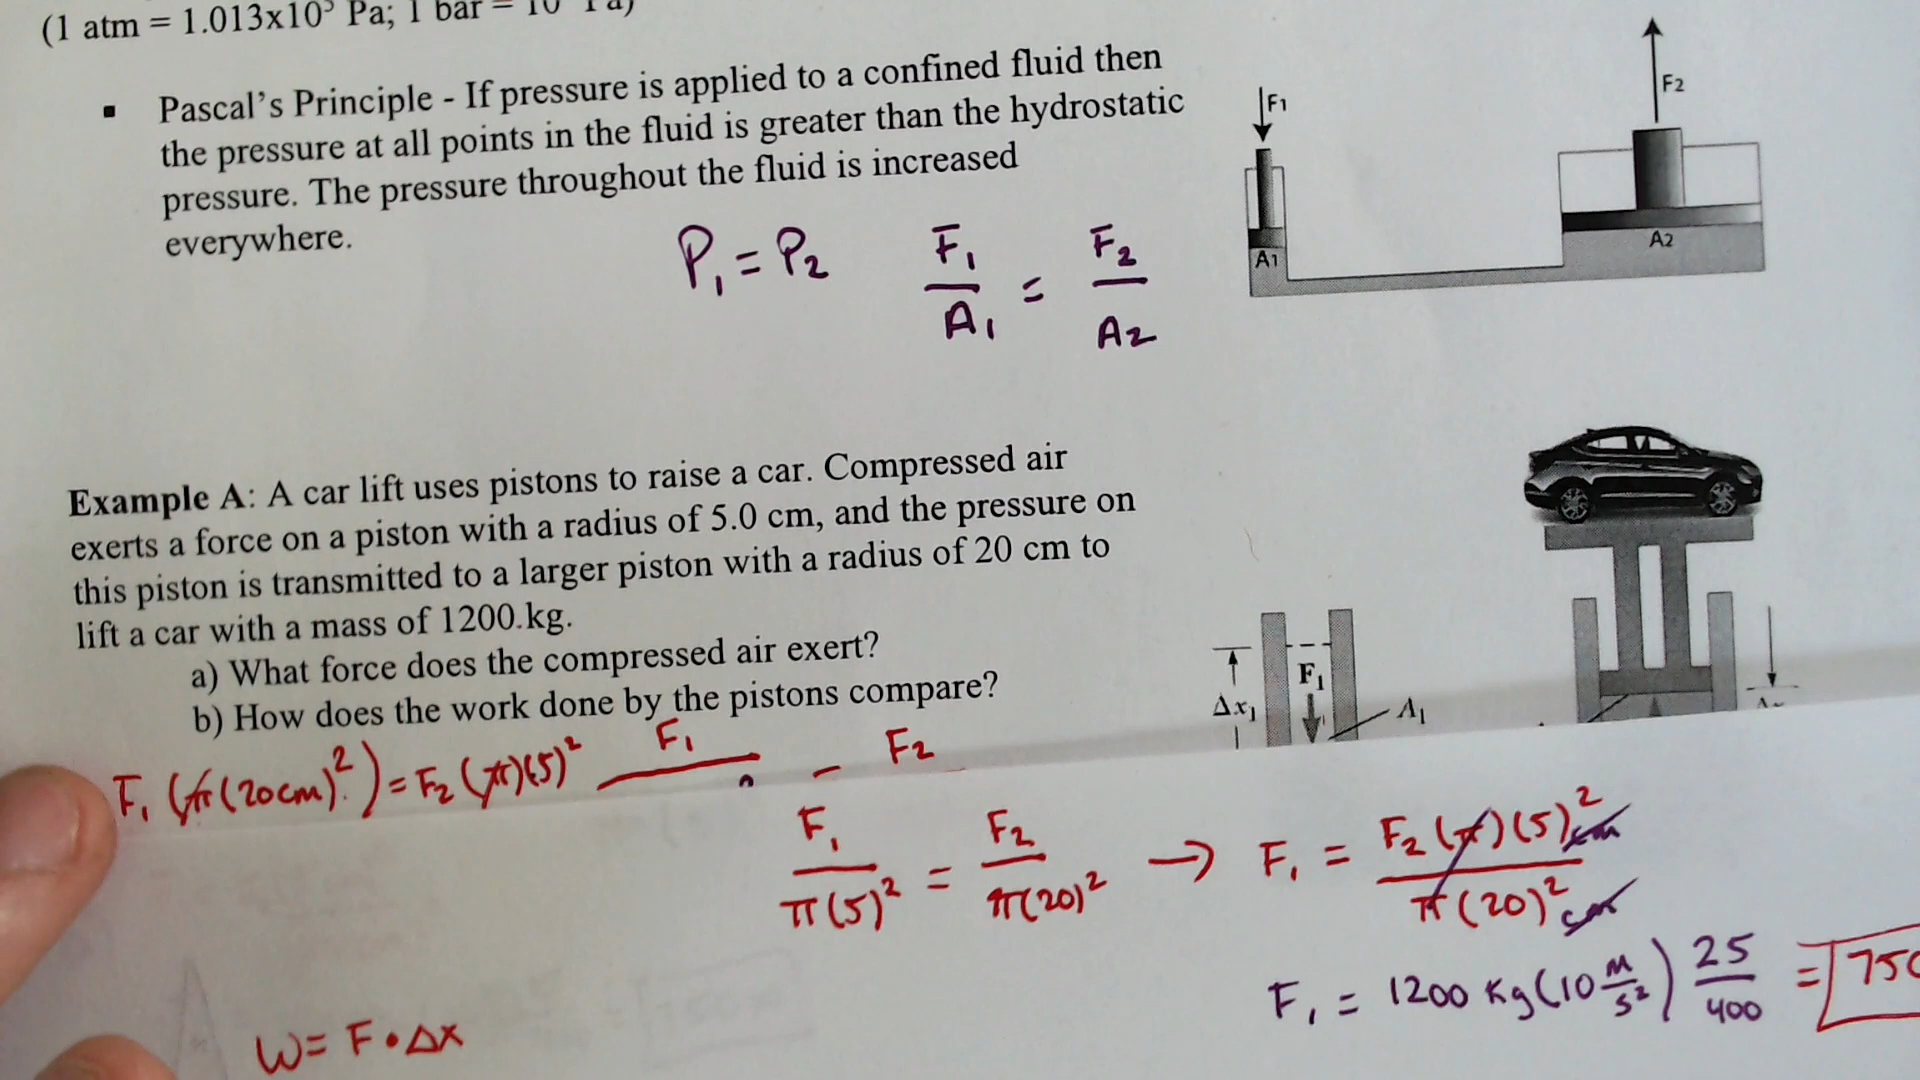 (1 atm = 1.013x10⁵ Pa; 1 bar = 10 Pa)
▪ Pascal's Principle - If pressure is applied to a confined fluid then
the pressure at all points in the fluid is greater than the hydrostatic
pressure. The pressure throughout the fluid is increased
everywhere.
P₁ = P₂
F₁/A₁ = F₂/A₂
F1
F2
A1
A2
Example A: A car lift uses pistons to raise a car. Compressed air
exerts a force on a piston with a radius of 5.0 cm, and the pressure on
this piston is transmitted to a larger piston with a radius of 20 cm to
lift a car with a mass of 1200.kg.
a) What force does the compressed air exert?
b) How does the work done by the pistons compare?
Δx₁
F₁
A₁
F₁ (π(20cm)²) = F₂ (π)(5)²
F₁
F₂
F₁/π(5)² = F₂/π(20)² → F₁ = F₂(π)(5)² cm/π(20)² cm
F₁ = 1200 kg (10 m/s²) 25/400 = 750
W = F • Δx